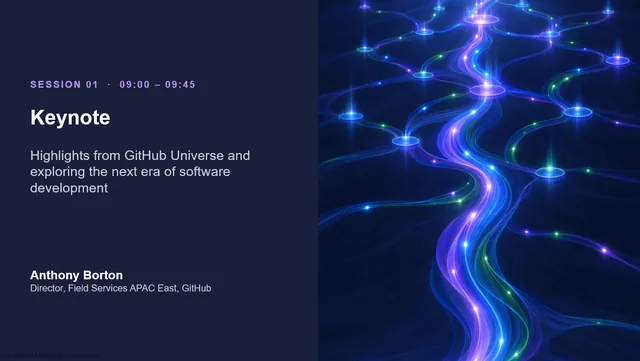 SESSION 01 · 09:00 – 09:45
Keynote
Highlights from GitHub Universe and
exploring the next era of software
development
Anthony Borton
Director, Field Services APAC East, GitHub